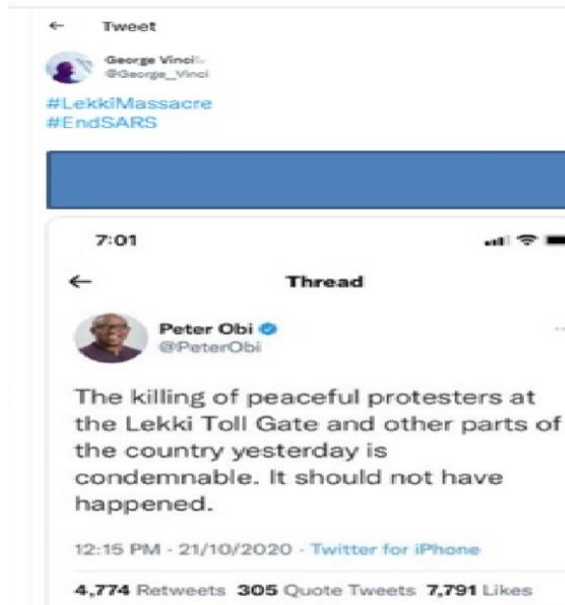 ← Tweet
George Vinci
@George_Vinci
#LekkiMassacre
#EndSARS
7:01
← Thread
Peter Obi
@PeterObi
The killing of peaceful protesters at
the Lekki Toll Gate and other parts of
the country yesterday is
condemnable. It should not have
happened.
12:15 PM · 21/10/2020 · Twitter for iPhone
4,774 Retweets 305 Quote Tweets 7,791 Likes